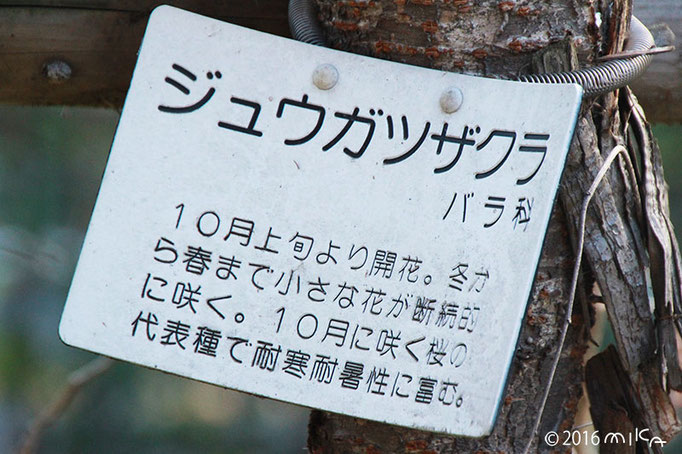 ジュウガツザクラ
バラ科
10月上旬より開花。冬か
ら春まで小さな花が断続的
に咲く。10月に咲く桜の
代表種で耐寒耐暑性に富む。
©2016 MIKA